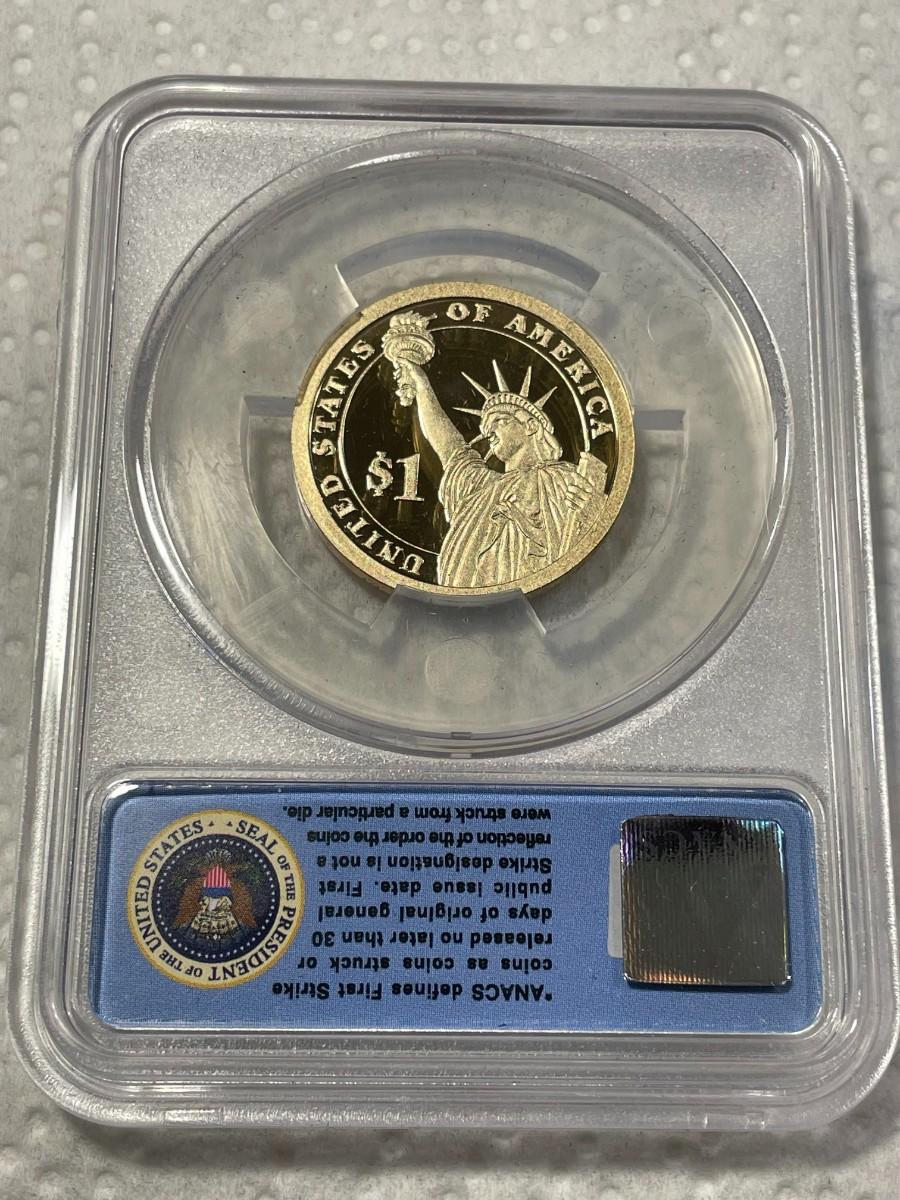 UNITED STATES OF AMERICA
$1
*ANACS defines First Strike
coins as coins struck or
released no later than 30
days of original general
public issue date. First
Strike designation is not a
reflection of the order the coins
were struck from a particular die.
SEAL OF THE PRESIDENT OF THE UNITED STATES